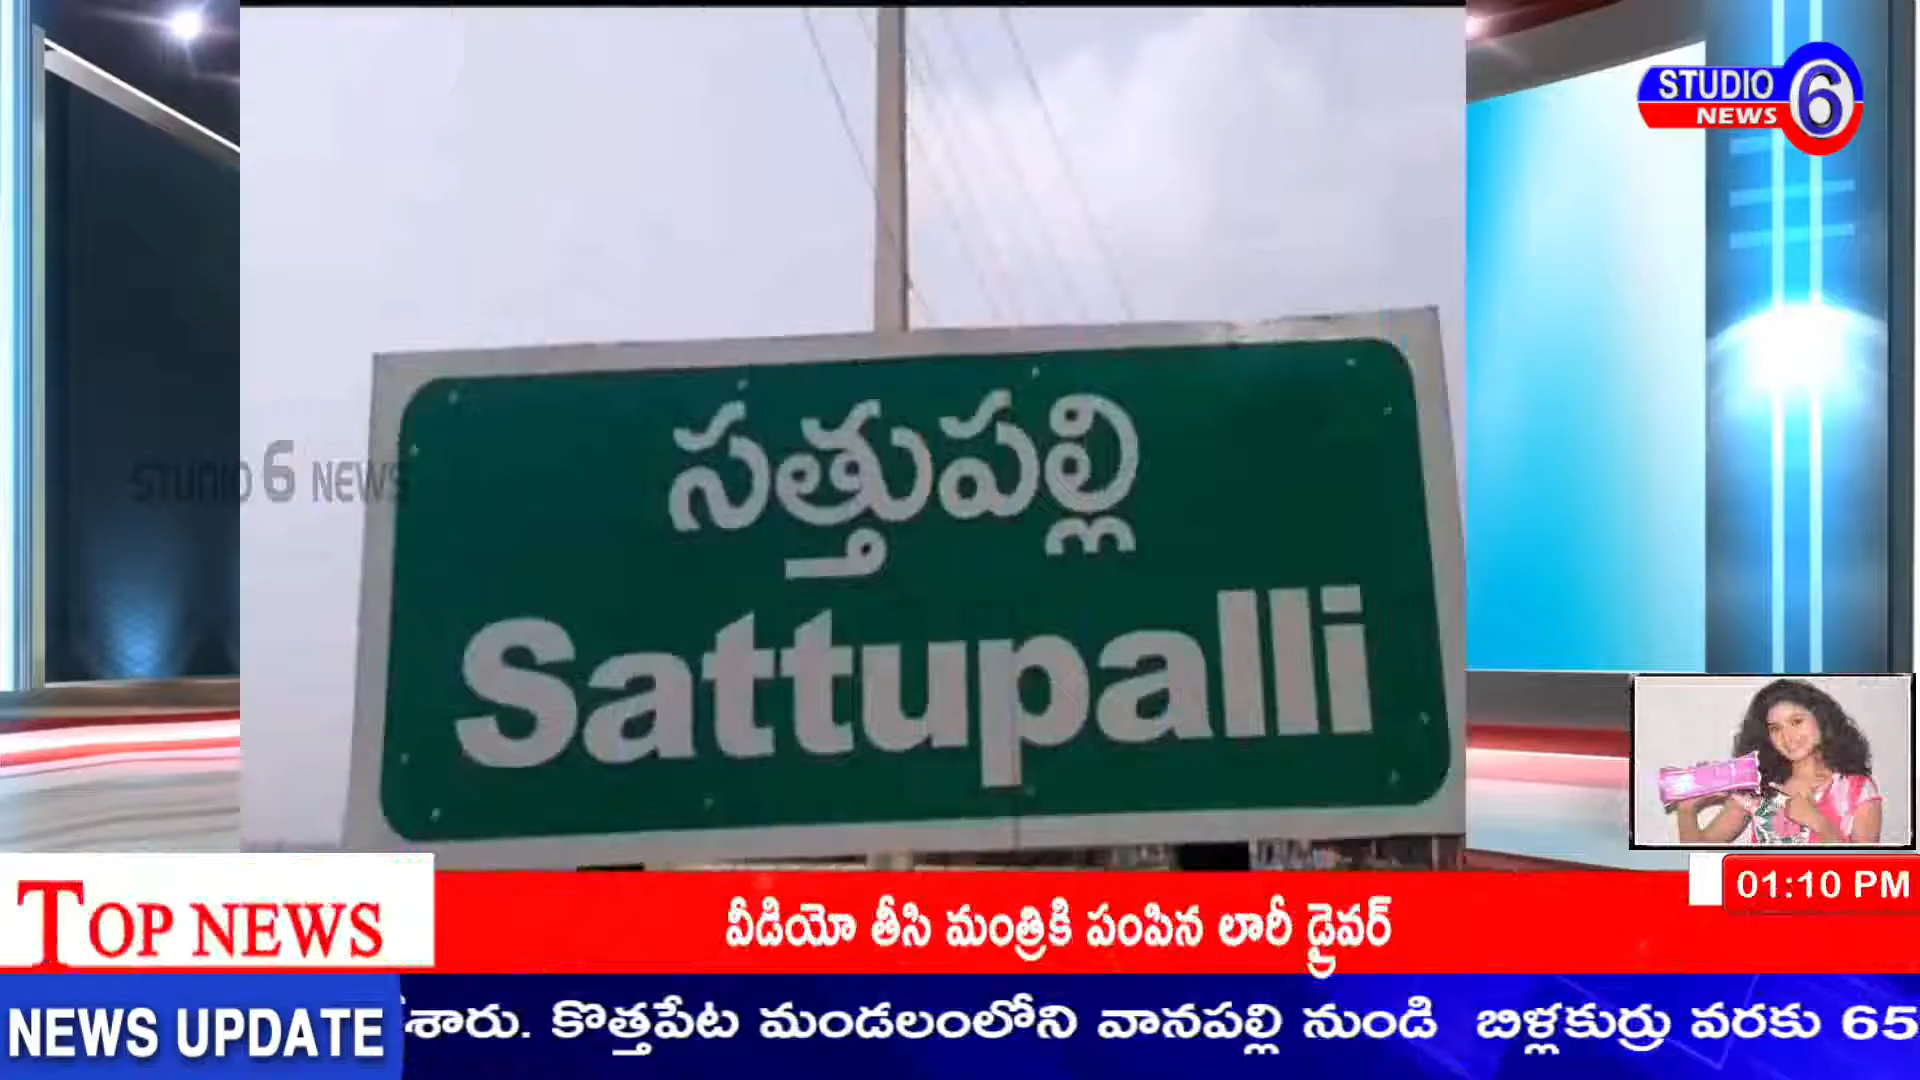 STUDIO 6
NEWS
సత్తుపల్లి
STUDIO 6 NEWS
Sattupalli
01:10 PM
TOP NEWS
వీడియో తీసి మంత్రికి పంపిన లారీ డ్రైవర్
NEWS UPDATE
శారు. కొత్తపేట మండలంలోని వానపల్లి నుండి బిళ్లకుర్రు వరకు 65